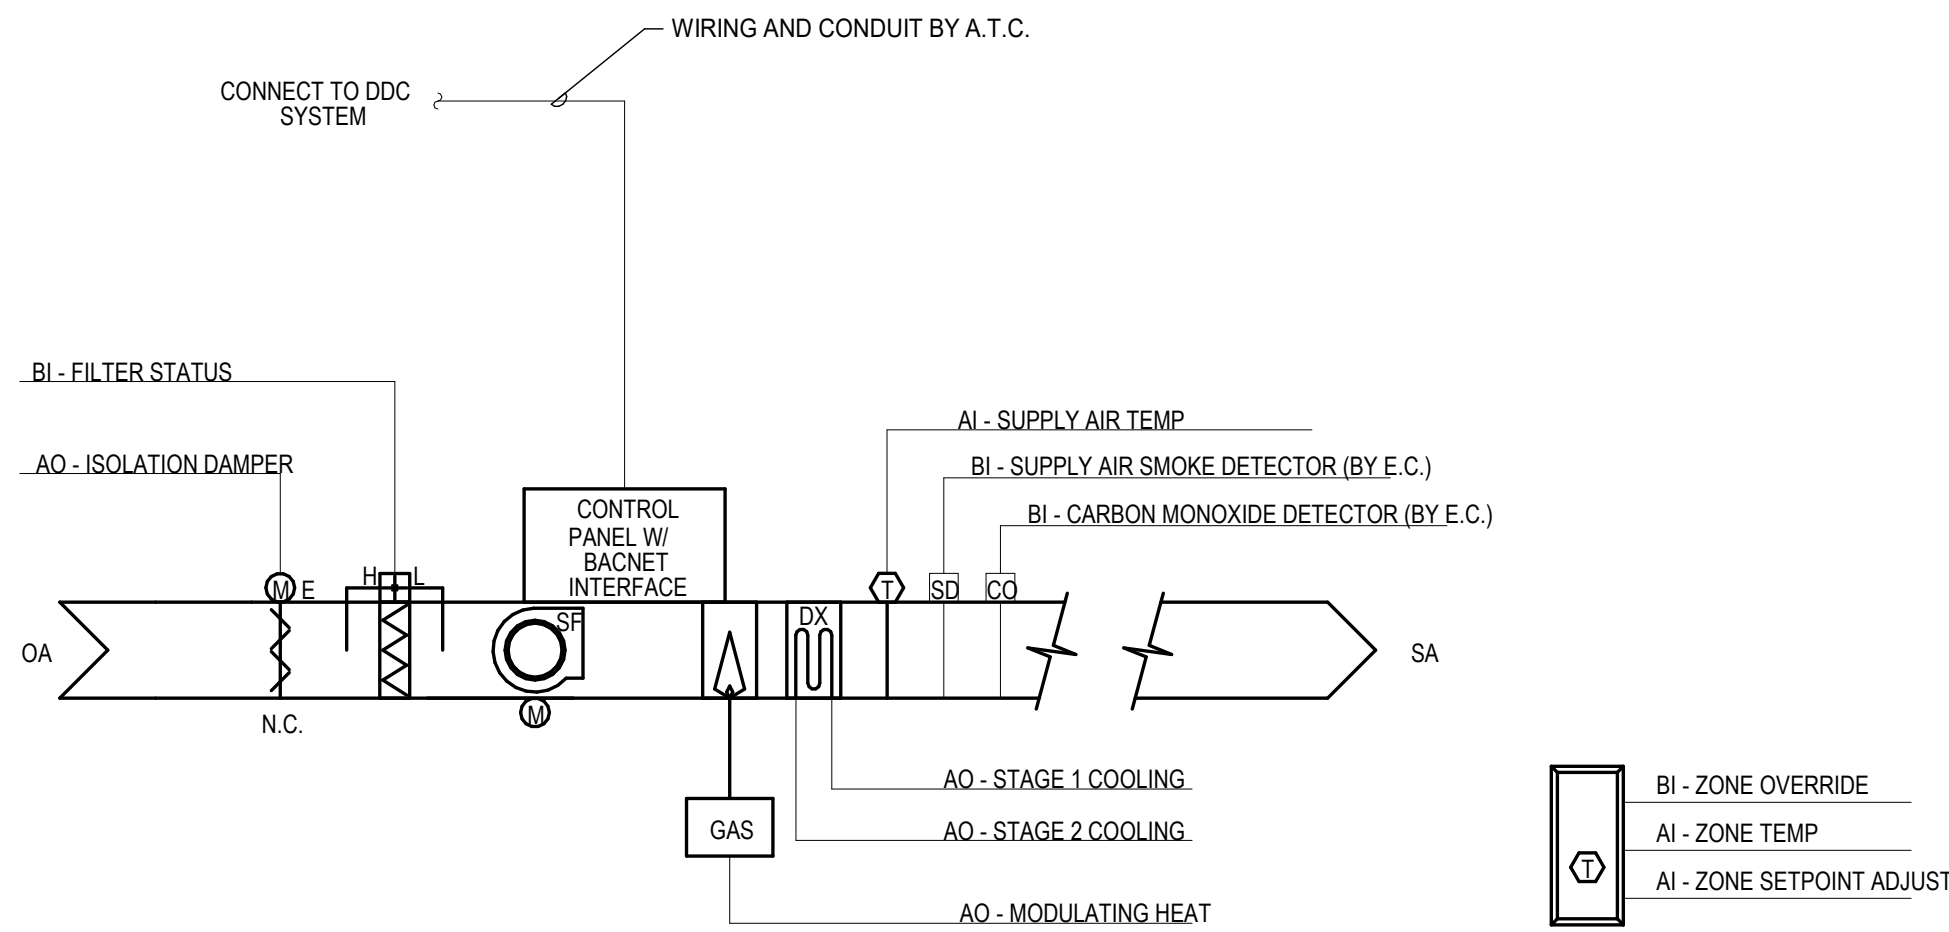 WIRING AND CONDUIT BY A.T.C.
CONNECT TO DDC
SYSTEM
BI - FILTER STATUS
AO - ISOLATION DAMPER
AI - SUPPLY AIR TEMP
BI - SUPPLY AIR SMOKE DETECTOR (BY E.C.)
BI - CARBON MONOXIDE DETECTOR (BY E.C.)
CONTROL
PANEL W/
BACNET
INTERFACE
M E
H L
T
SD
CO
SF
DX
OA
SA
N.C.
M
AO - STAGE 1 COOLING
AO - STAGE 2 COOLING
GAS
AO - MODULATING HEAT
BI - ZONE OVERRIDE
AI - ZONE TEMP
AI - ZONE SETPOINT ADJUST
T